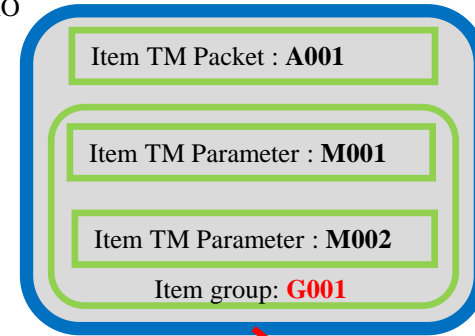 Item TM Packet : A001
Item TM Parameter : M001
Item TM Parameter : M002
Item group: G001